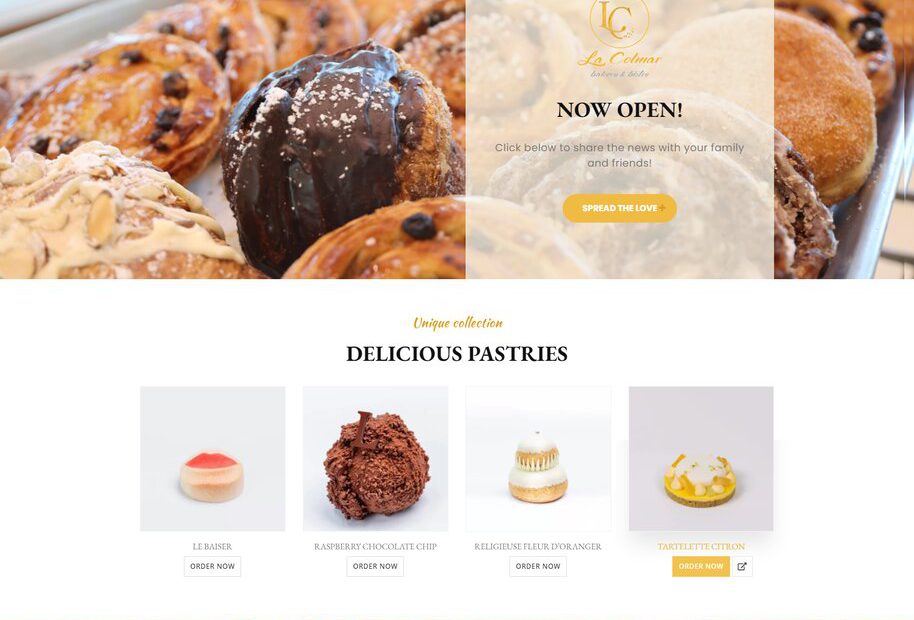 LC
La Colmar
bakery & bistro
NOW OPEN!
Click below to share the news with your family
and friends!
SPREAD THE LOVE+
Unique collection
DELICIOUS PASTRIES
LE BAISER
RASPBERRY CHOCOLATE CHIP
RELIGIEUSE FLEUR D'ORANGER
TARTELETTE CITRON
ORDER NOW
ORDER NOW
ORDER NOW
ORDER NOW